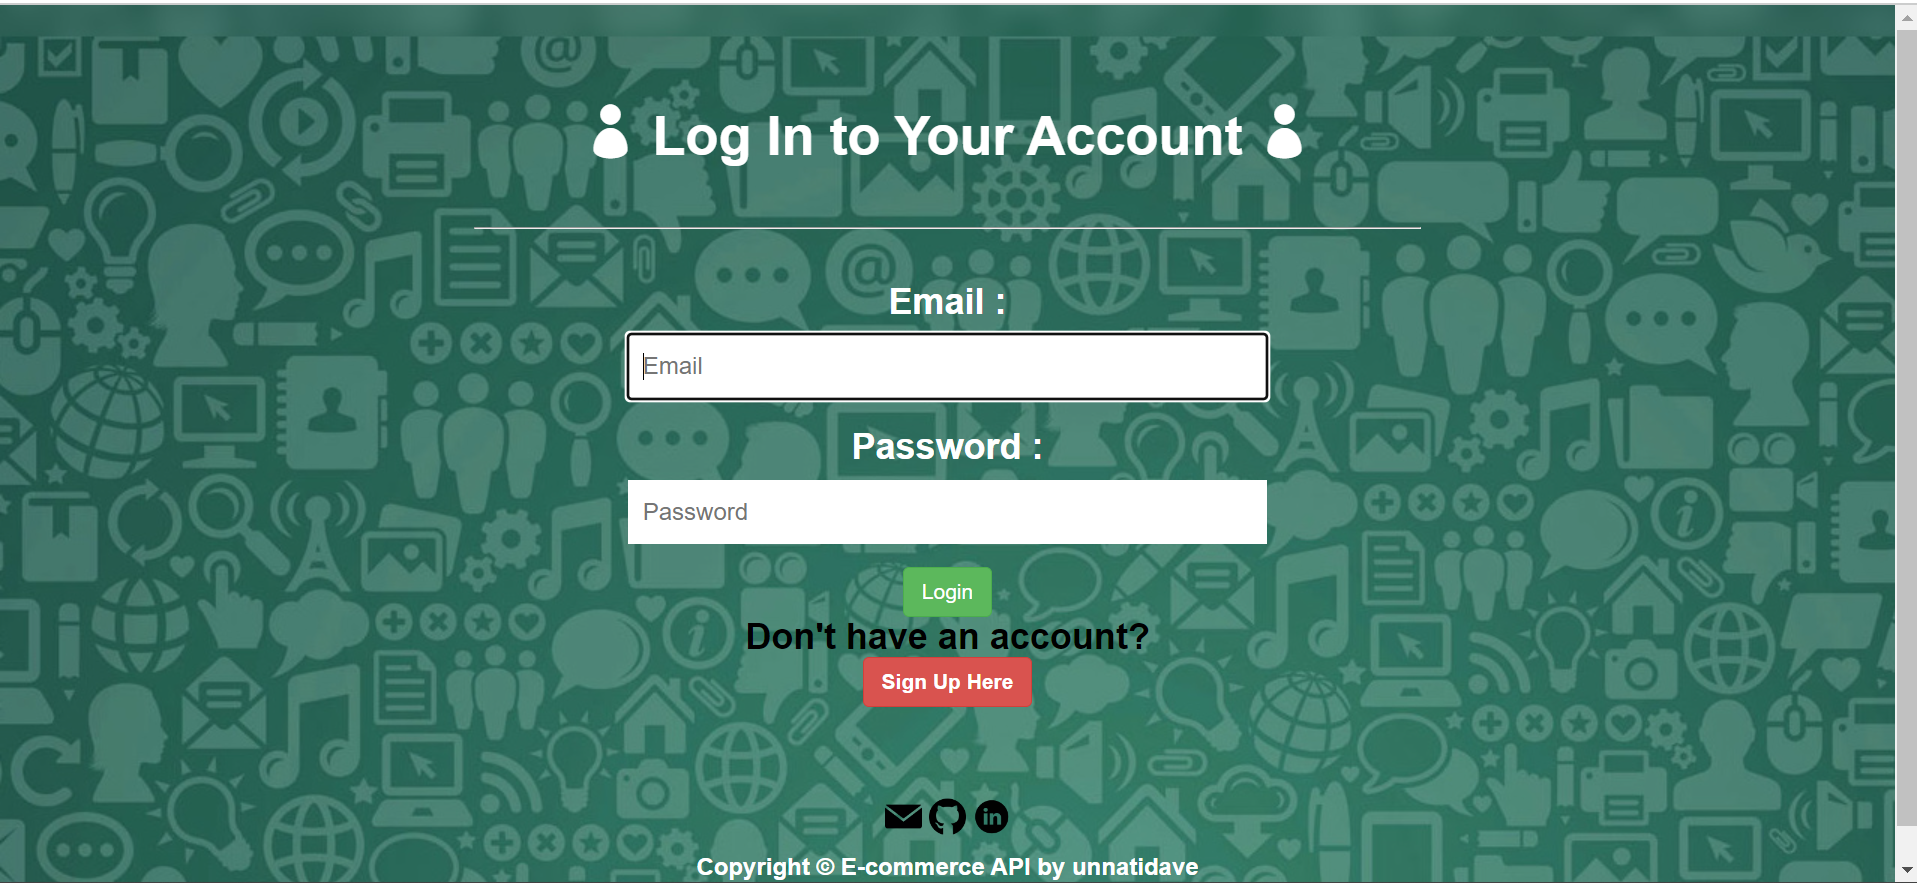 Log In to Your Account
Email :
Email
Password :
Password
Login
Don't have an account?
Sign Up Here
in
Copyright © E-commerce API by unnatidave